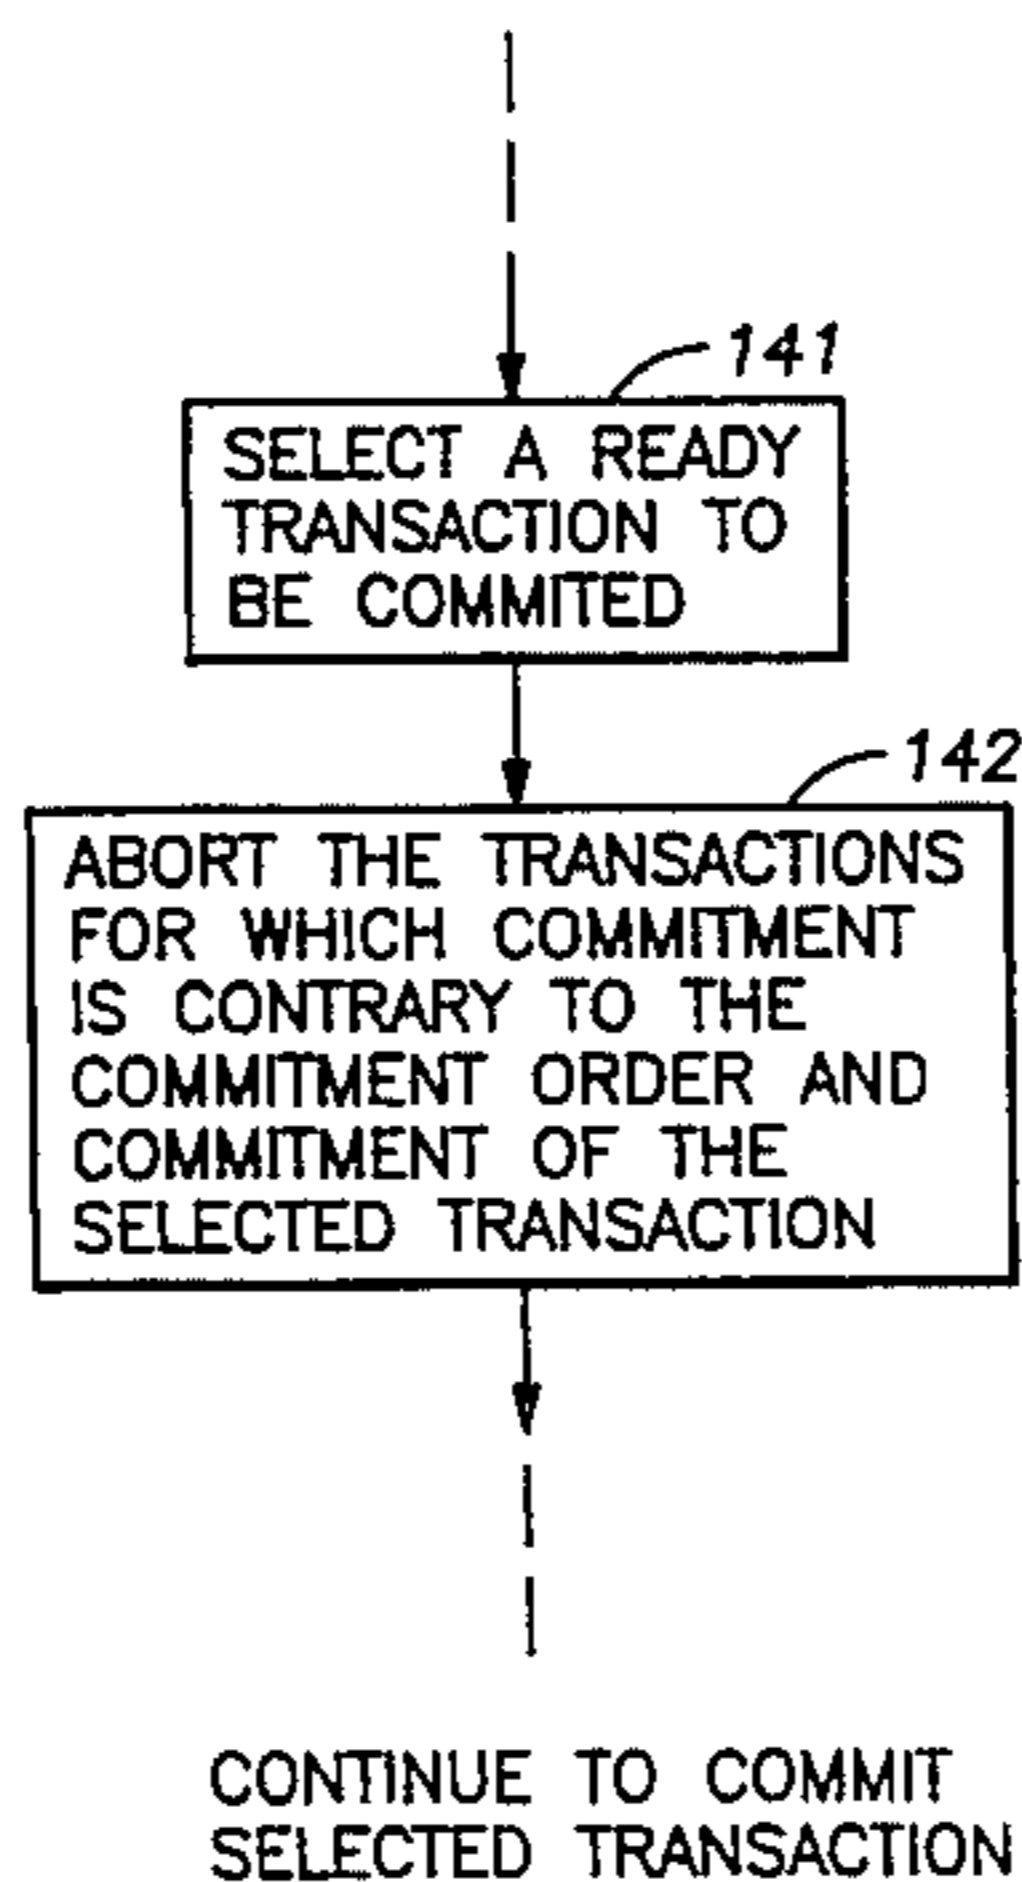 141
SELECT A READY
TRANSACTION TO
BE COMMITED
142
ABORT THE TRANSACTIONS
FOR WHICH COMMITMENT
IS CONTRARY TO THE
COMMITMENT ORDER AND
COMMITMENT OF THE
SELECTED TRANSACTION
CONTINUE TO COMMIT
SELECTED TRANSACTION